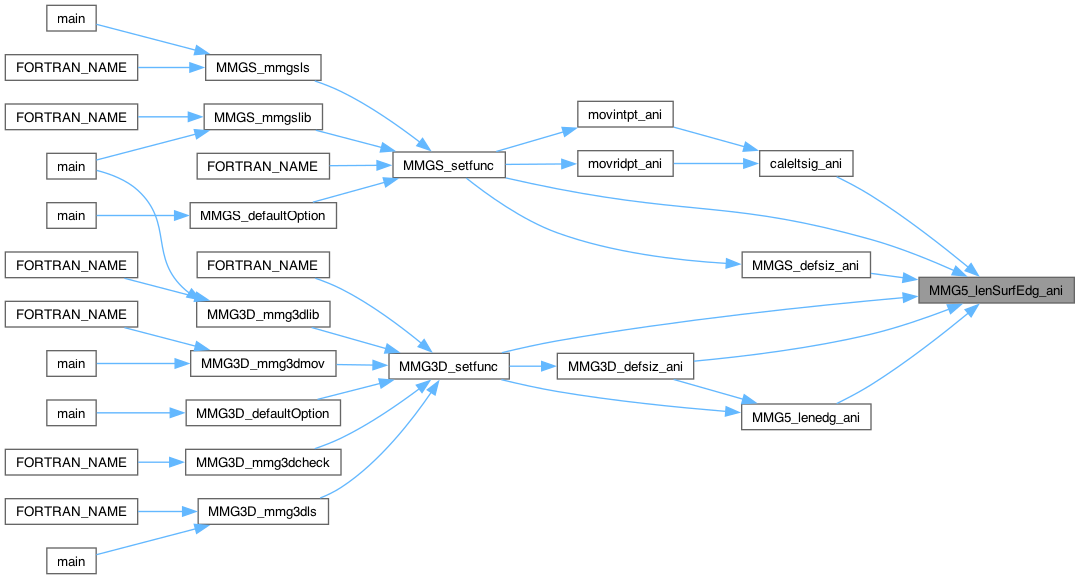 main
FORTRAN_NAME
MMGS_mmgsls
FORTRAN_NAME
MMGS_mmgslib
main
FORTRAN_NAME
main
MMGS_defaultOption
MMGS_setfunc
movintpt_ani
movridpt_ani
caleltsig_ani
MMGS_defsiz_ani
MMG5_lenSurfEdg_ani
FORTRAN_NAME
FORTRAN_NAME
MMG3D_mmg3dlib
FORTRAN_NAME
main
MMG3D_mmg3dmov
MMG3D_setfunc
MMG3D_defsiz_ani
main
MMG3D_defaultOption
MMG5_lenedg_ani
FORTRAN_NAME
MMG3D_mmg3dcheck
FORTRAN_NAME
MMG3D_mmg3dls
main